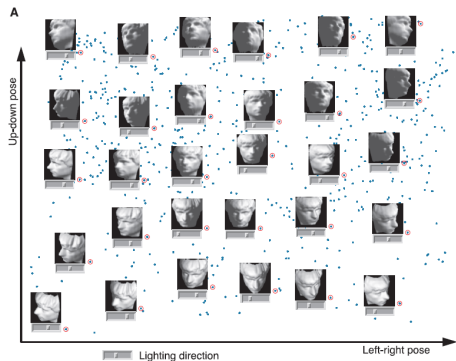 A
Up-down pose
Left-right pose
Lighting direction